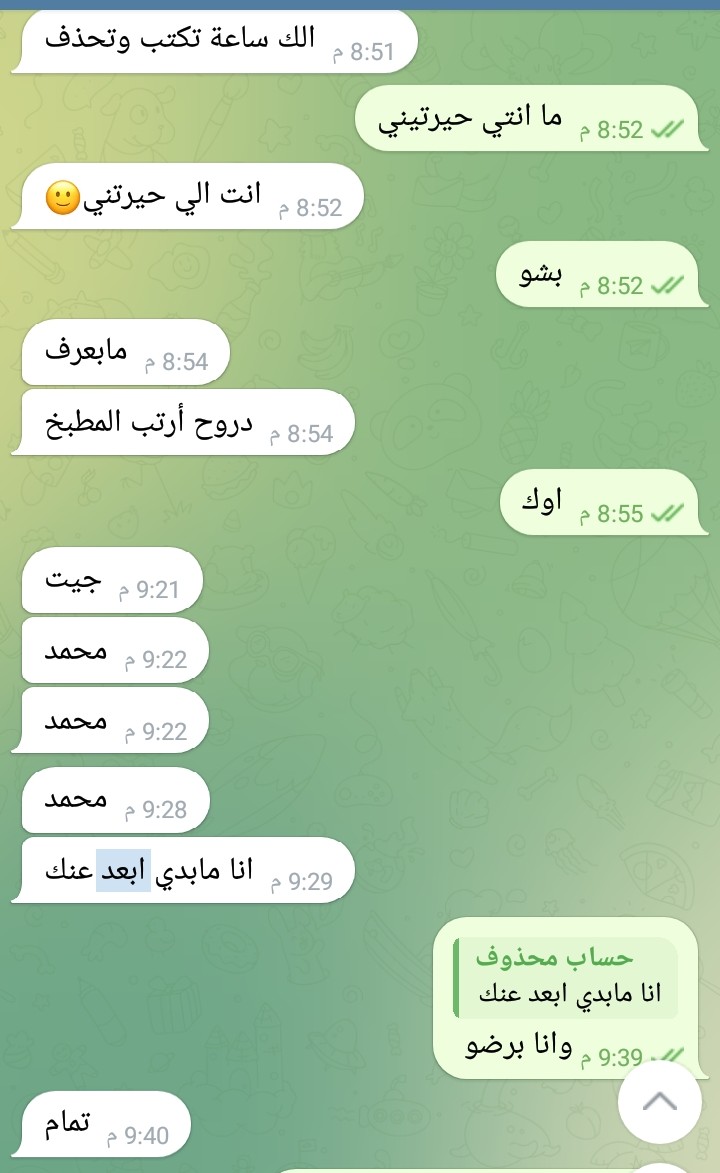 الك ساعة تكتب وتحذف
8:51 م
ما انتي حيرتيني
8:52 م
انت الي حيرتني🙂
8:52 م
بشو
8:52 م
مابعرف
8:54 م
دروح أرتب المطبخ
8:54 م
اوك
8:55 م
جيت
9:21 م
محمد
9:22 م
محمد
9:22 م
محمد
9:28 م
انا مابدي ابعد عنك
9:29 م
حساب محذوف
انا مابدي ابعد عنك
وانا برضو
9:39 م
تمام
9:40 م